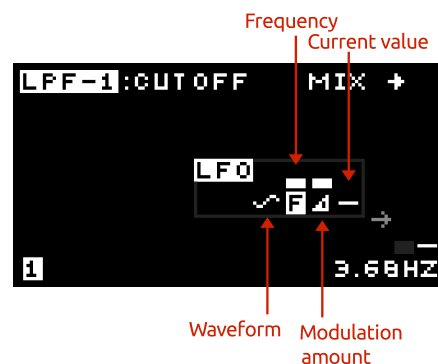 Frequency
Current value
LPF-1:CUTOFF MIX →
LFO
F
1 3.68HZ
Waveform Modulation
amount